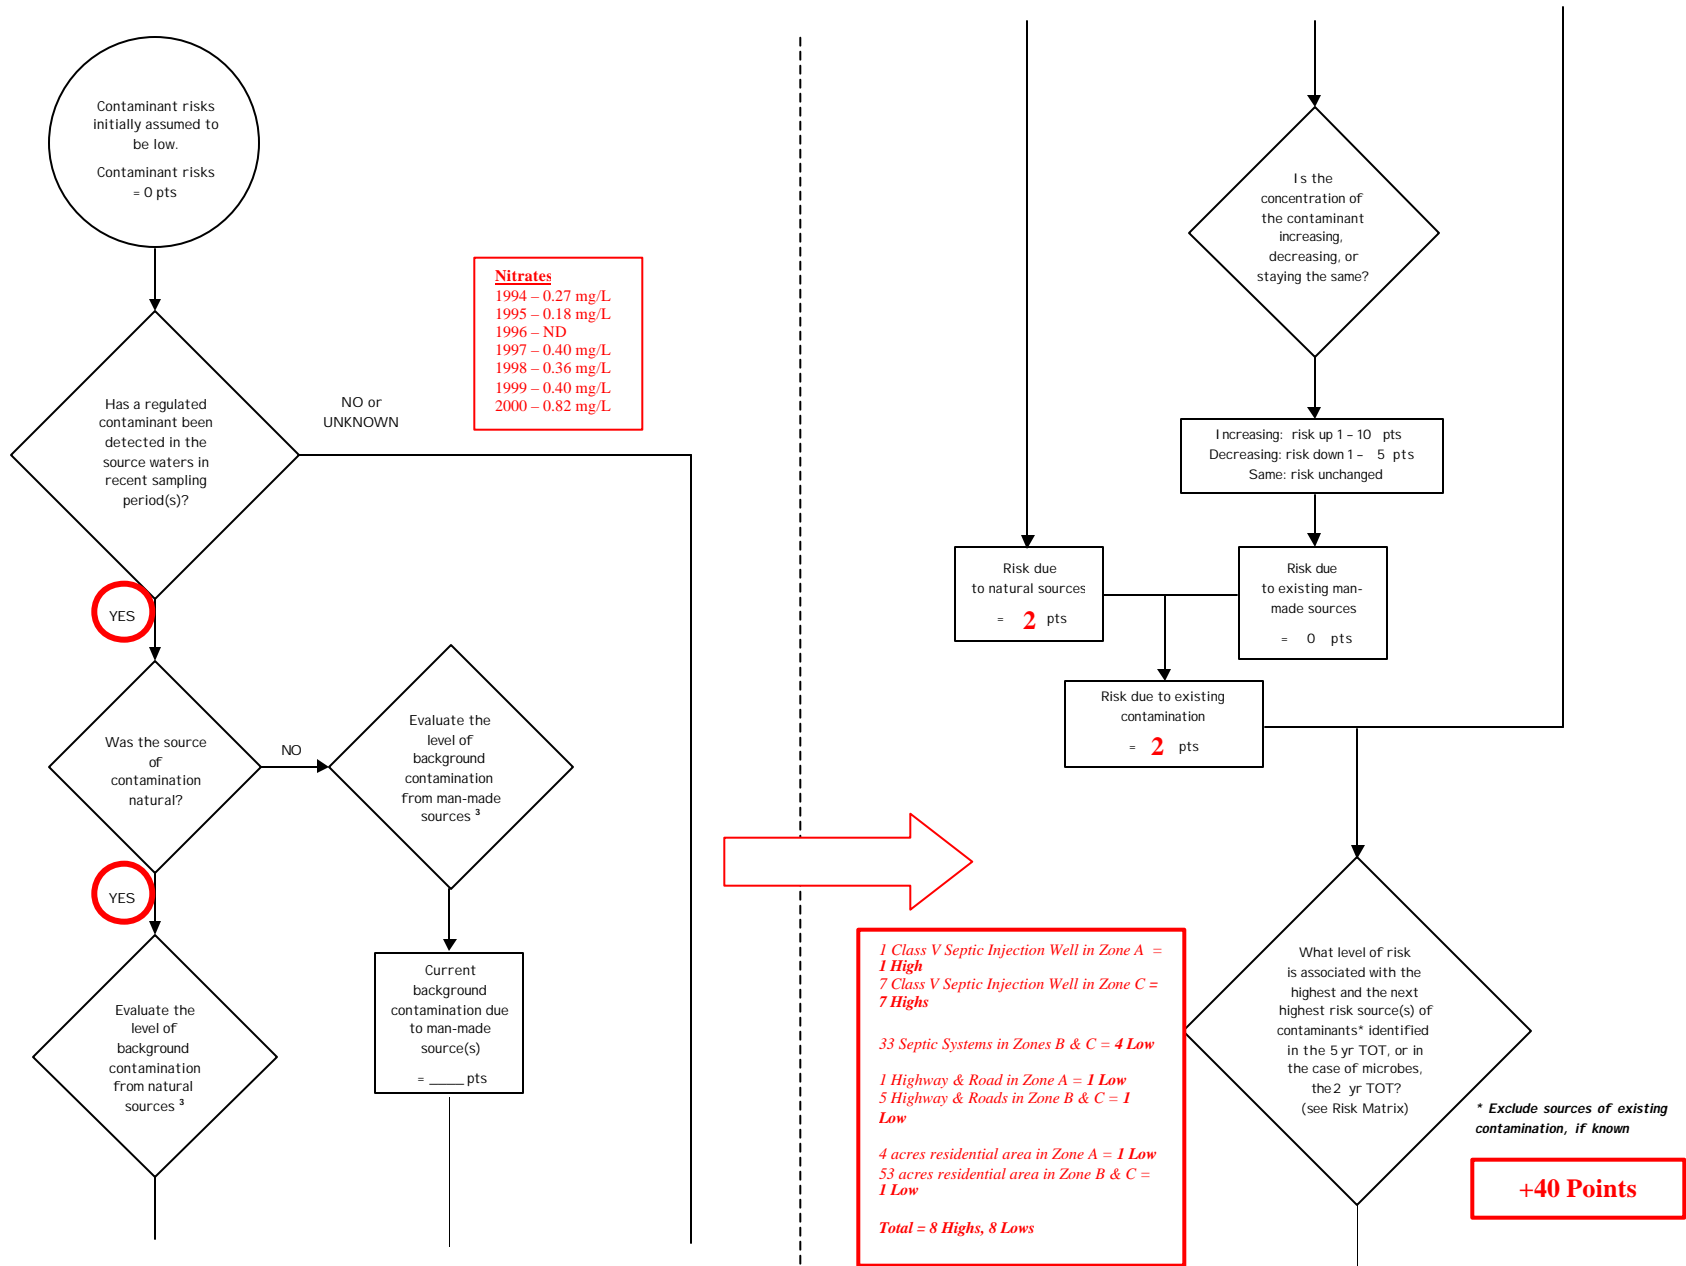 Contaminant risks
initially assumed to
be low.
Contaminant risks
= 0 pts
Nitrates
1994 – 0.27 mg/L
1995 – 0.18 mg/L
1996 – ND
1997 – 0.40 mg/L
1998 – 0.36 mg/L
1999 – 0.40 mg/L
2000 – 0.82 mg/L
Has a regulated
contaminant been
detected in the
source waters in
recent sampling
period(s)?
NO or
UNKNOWN
YES
Was the source
of
contamination
natural?
NO
Evaluate the
level of
background
contamination
from man-made
sources ³
YES
Evaluate the
level of
background
contamination
from natural
sources ³
Current
background
contamination due
to man-made
source(s)
= _____ pts
Is the
concentration of
the contaminant
increasing,
decreasing, or
staying the same?
Increasing: risk up 1 – 10 pts
Decreasing: risk down 1 – 5 pts
Same: risk unchanged
Risk due
to natural sources
= 2 pts
Risk due
to existing man-
made sources
= 0 pts
Risk due to existing
contamination
= 2 pts
1 Class V Septic Injection Well in Zone A =
1 High
7 Class V Septic Injection Well in Zone C =
7 Highs
33 Septic Systems in Zones B & C = 4 Low
1 Highway & Road in Zone A = 1 Low
5 Highway & Roads in Zone B & C = 1
Low
4 acres residential area in Zone A = 1 Low
53 acres residential area in Zone B & C =
1 Low
Total = 8 Highs, 8 Lows
What level of risk
is associated with the
highest and the next
highest risk source(s) of
contaminants* identified
in the 5 yr TOT, or in
the case of microbes,
the 2 yr TOT?
(see Risk Matrix)
* Exclude sources of existing
contamination, if known
+40 Points